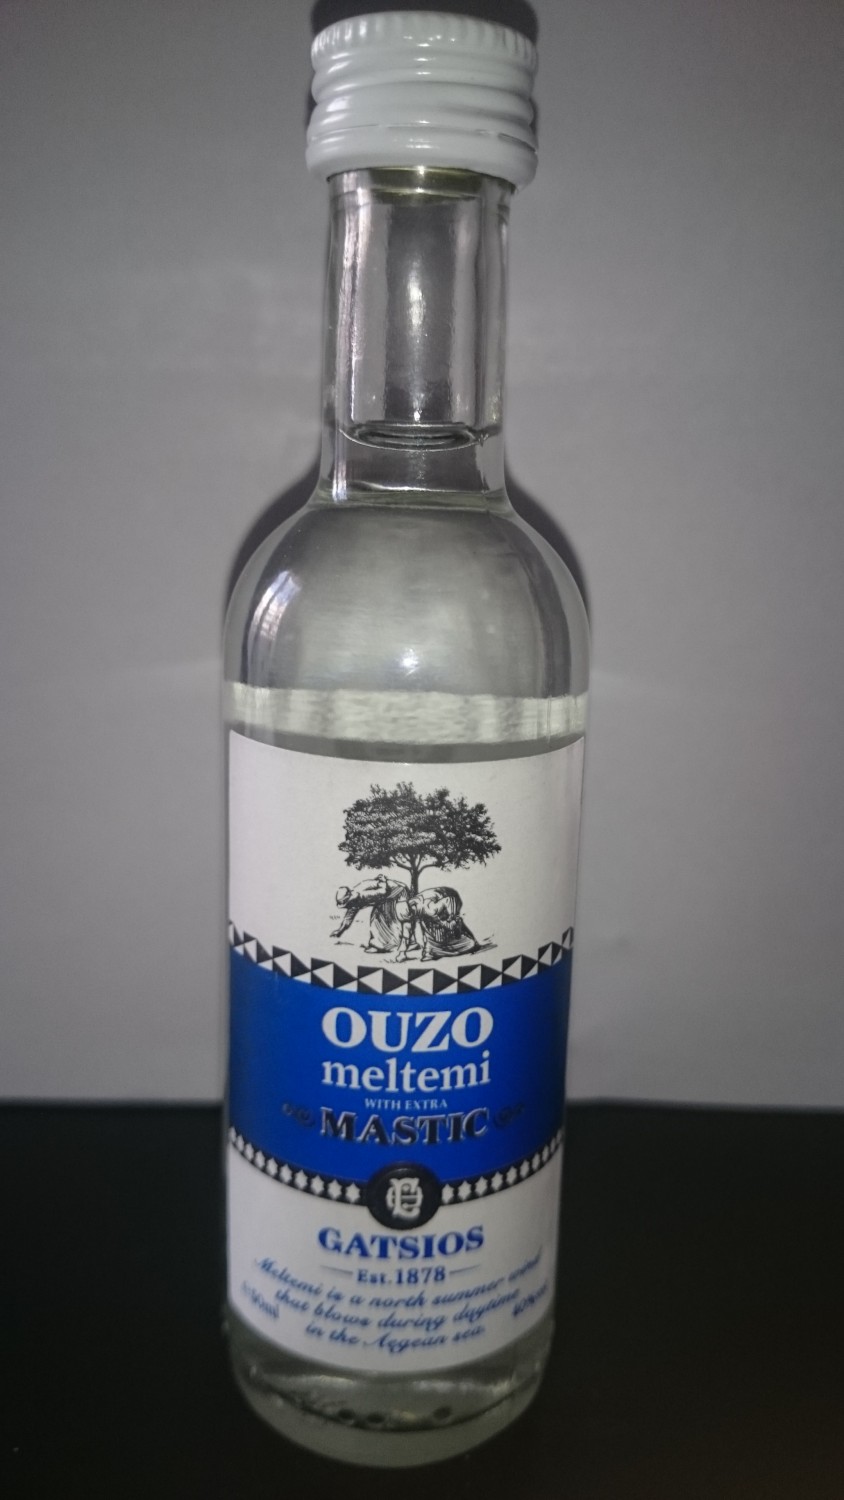 OUZO
meltemi
WITH EXTRA
MASTIC
GATSIOS
Est. 1878
Meltemi is a north summer wind
that blows during daytime
in the Aegean sea.